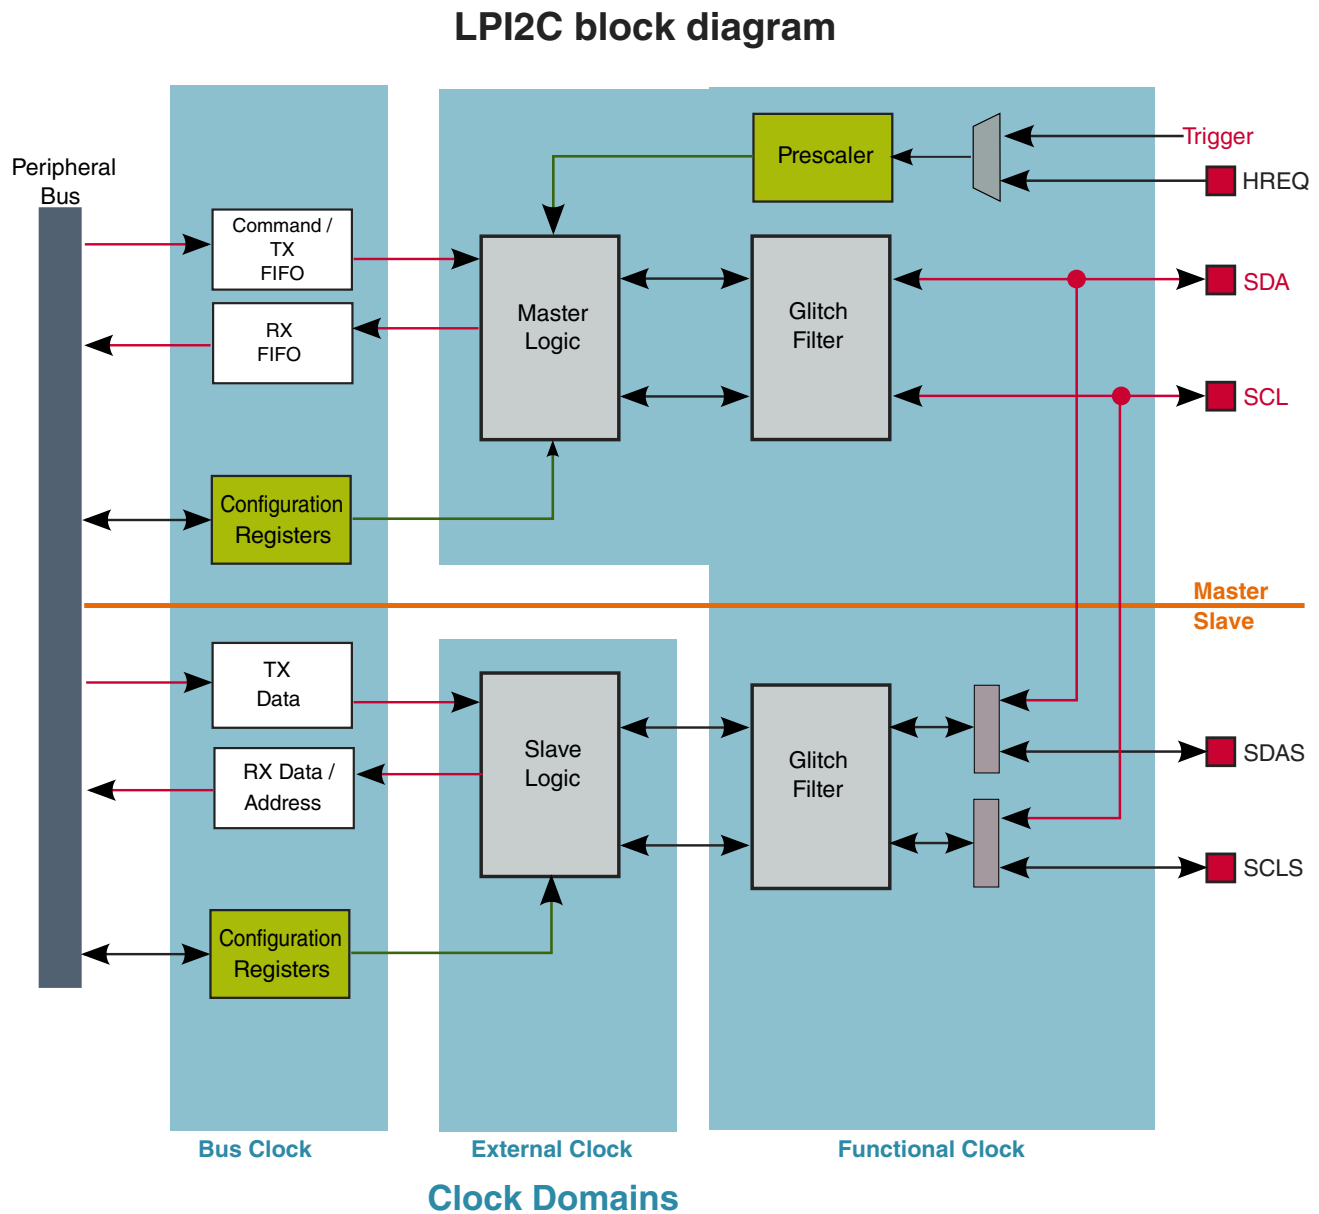 LPI2C block diagram
Peripheral
Bus
Command /
TX
FIFO
RX
FIFO
Configuration
Registers
Master
Logic
Prescaler
Glitch
Filter
Trigger
HREQ
SDA
SCL
Master
Slave
TX
Data
RX Data /
Address
Configuration
Registers
Slave
Logic
Glitch
Filter
SDAS
SCLS
Bus Clock
External Clock
Functional Clock
Clock Domains